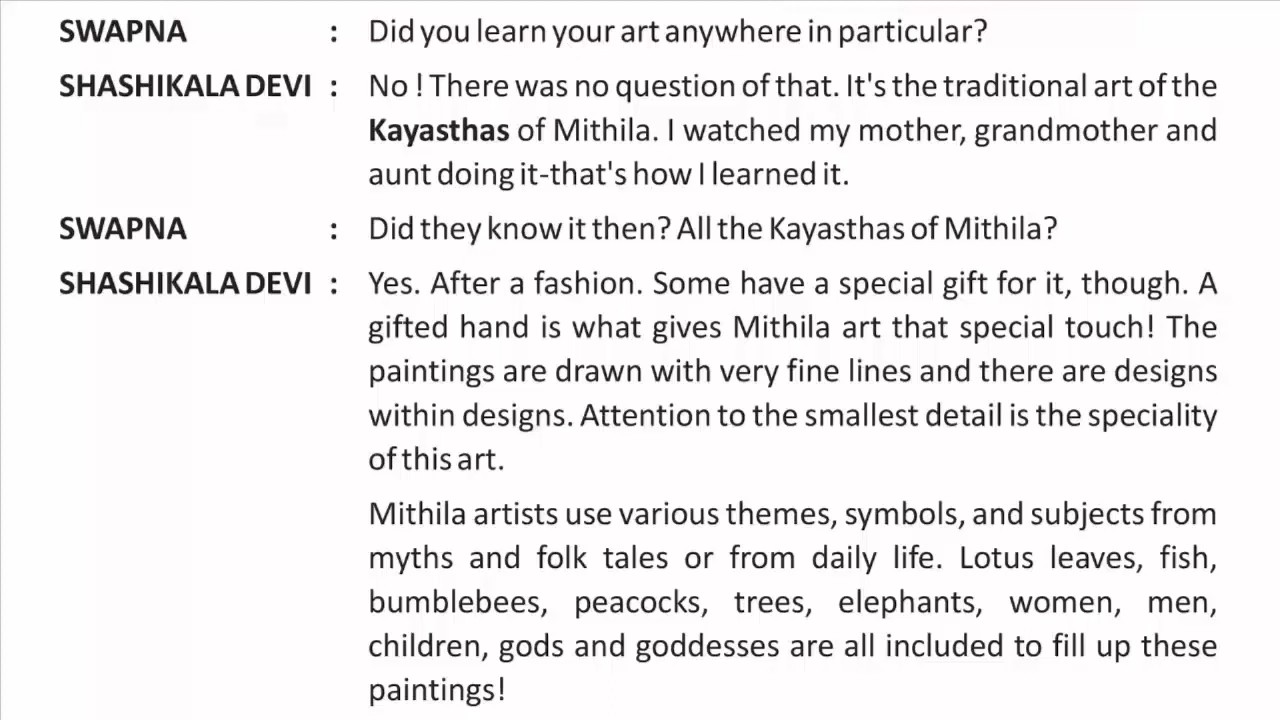 SWAPNA : Did you learn your art anywhere in particular?
SHASHIKALA DEVI : No ! There was no question of that. It's the traditional art of the
Kayasthas of Mithila. I watched my mother, grandmother and
aunt doing it-that's how I learned it.
SWAPNA : Did they know it then? All the Kayasthas of Mithila?
SHASHIKALA DEVI : Yes. After a fashion. Some have a special gift for it, though. A
gifted hand is what gives Mithila art that special touch! The
paintings are drawn with very fine lines and there are designs
within designs. Attention to the smallest detail is the speciality
of this art.
Mithila artists use various themes, symbols, and subjects from
myths and folk tales or from daily life. Lotus leaves, fish,
bumblebees, peacocks, trees, elephants, women, men,
children, gods and goddesses are all included to fill up these
paintings!